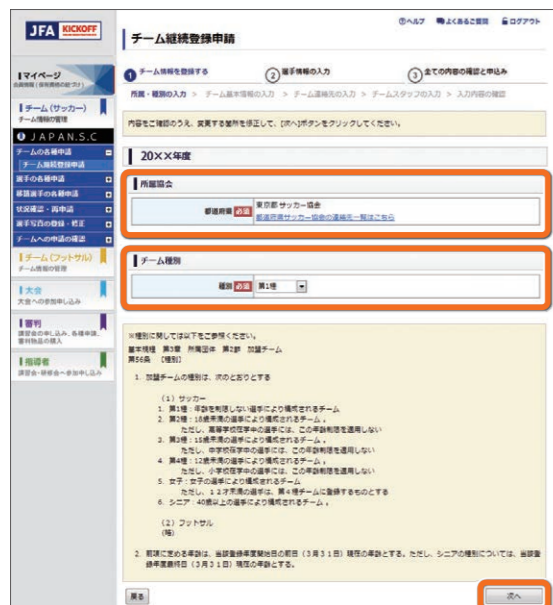 JFA KICKOFF
ヘルプ よくあるご質問 ログアウト
チーム継続登録申請
マイページ
チーム (サッカー)
チーム情報の管理
JAPAN.S.C
チームの各種申請
チーム継続登録申請
選手の各種申請
移籍選手の各種申請
状況確認・再申請
選手写真の登録・修正
チームへの申請の確認
チーム (フットサル)
チーム情報の管理
大会
大会への参加申し込み
審判
講習会の申し込み、各種申請、
審判物品の購入
指導者
講習会・研修会へ参加申し込み
1 チーム情報を登録する 2 選手情報の入力 3 全ての内容の確認と申込み
所属・種別の入力 > チーム基本情報の入力 > チーム連絡先の入力 > チームスタッフの入力 > 入力内容の確認
内容をご確認のうえ、変更する箇所を修正して、[次へ]ボタンをクリックしてください。
20××年度
所属協会
都道府県 必須 東京都 サッカー協会
都道府県サッカー協会の連絡先一覧はこちら
チーム種別
種別 必須 第1種
※種別に関しては以下をご参照ください。
基本規程 第3章 所属団体 第2節 加盟チーム
第56条 〔種別〕
1. 加盟チームの種別は、次のとおりとする
(1) サッカー
1. 第1種:年齢を制限しない選手により構成されるチーム
2. 第2種:18歳未満の選手により構成されるチーム。
ただし、高等学校在学中の選手には、この年齢制限を適用しない
3. 第3種:15歳未満の選手により構成されるチーム。
ただし、中学校在学中の選手には、この年齢制限を適用しない
4. 第4種:12歳未満の選手により構成されるチーム。
ただし、小学校在学中の選手には、この年齢制限を適用しない
5. 女子:女子の選手により構成されるチーム
ただし、12才未満の選手は、第4種チームに登録するものとする
6. シニア:40歳以上の選手により構成されるチーム。
(2) フットサル
(略)
2. 前項に定める年齢は、当該登録年度開始日の前日(3月31日)現在の年齢とする。ただし、シニアの種別については、当該登
録年度最終日(3月31日)現在の年齢とする。
戻る 次へ